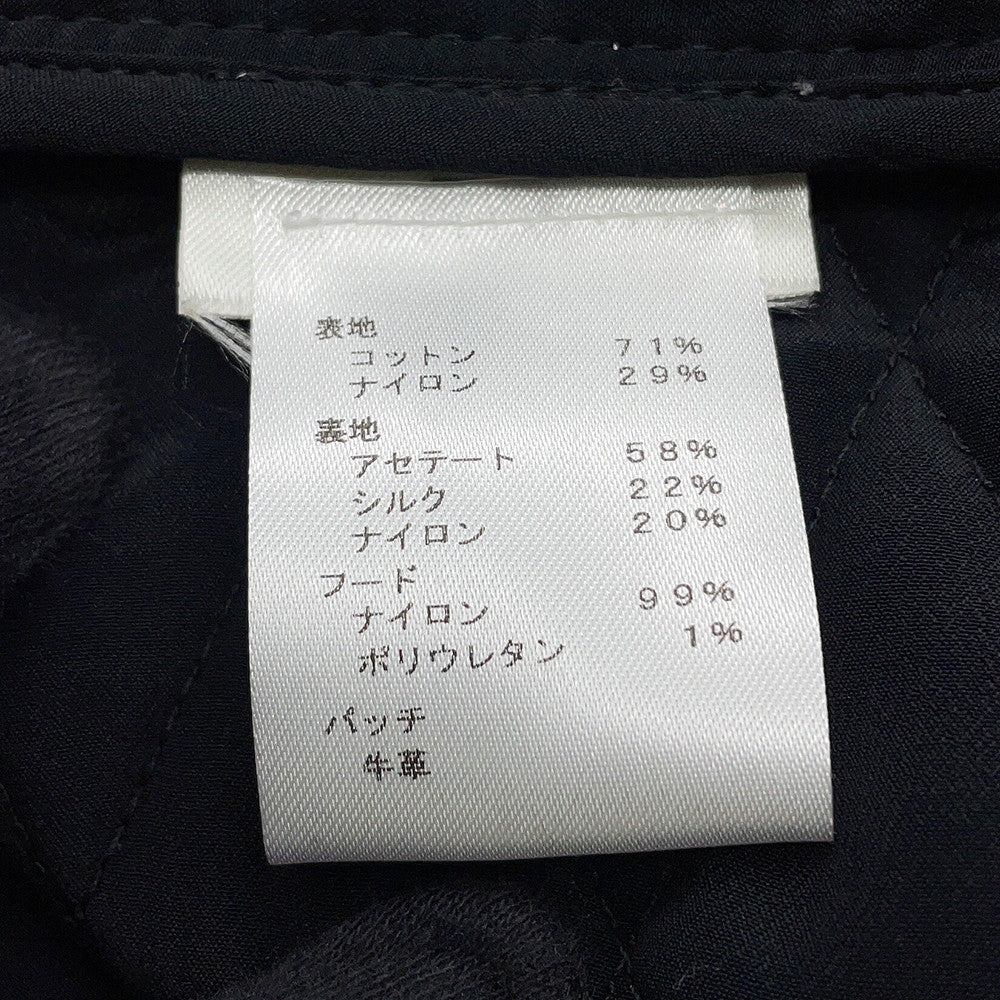 表地
コットン 71%
ナイロン 29%
裏地
アセテート 58%
シルク 22%
ナイロン 20%
フード
ナイロン 99%
ポリウレタン 1%
パッチ
牛革